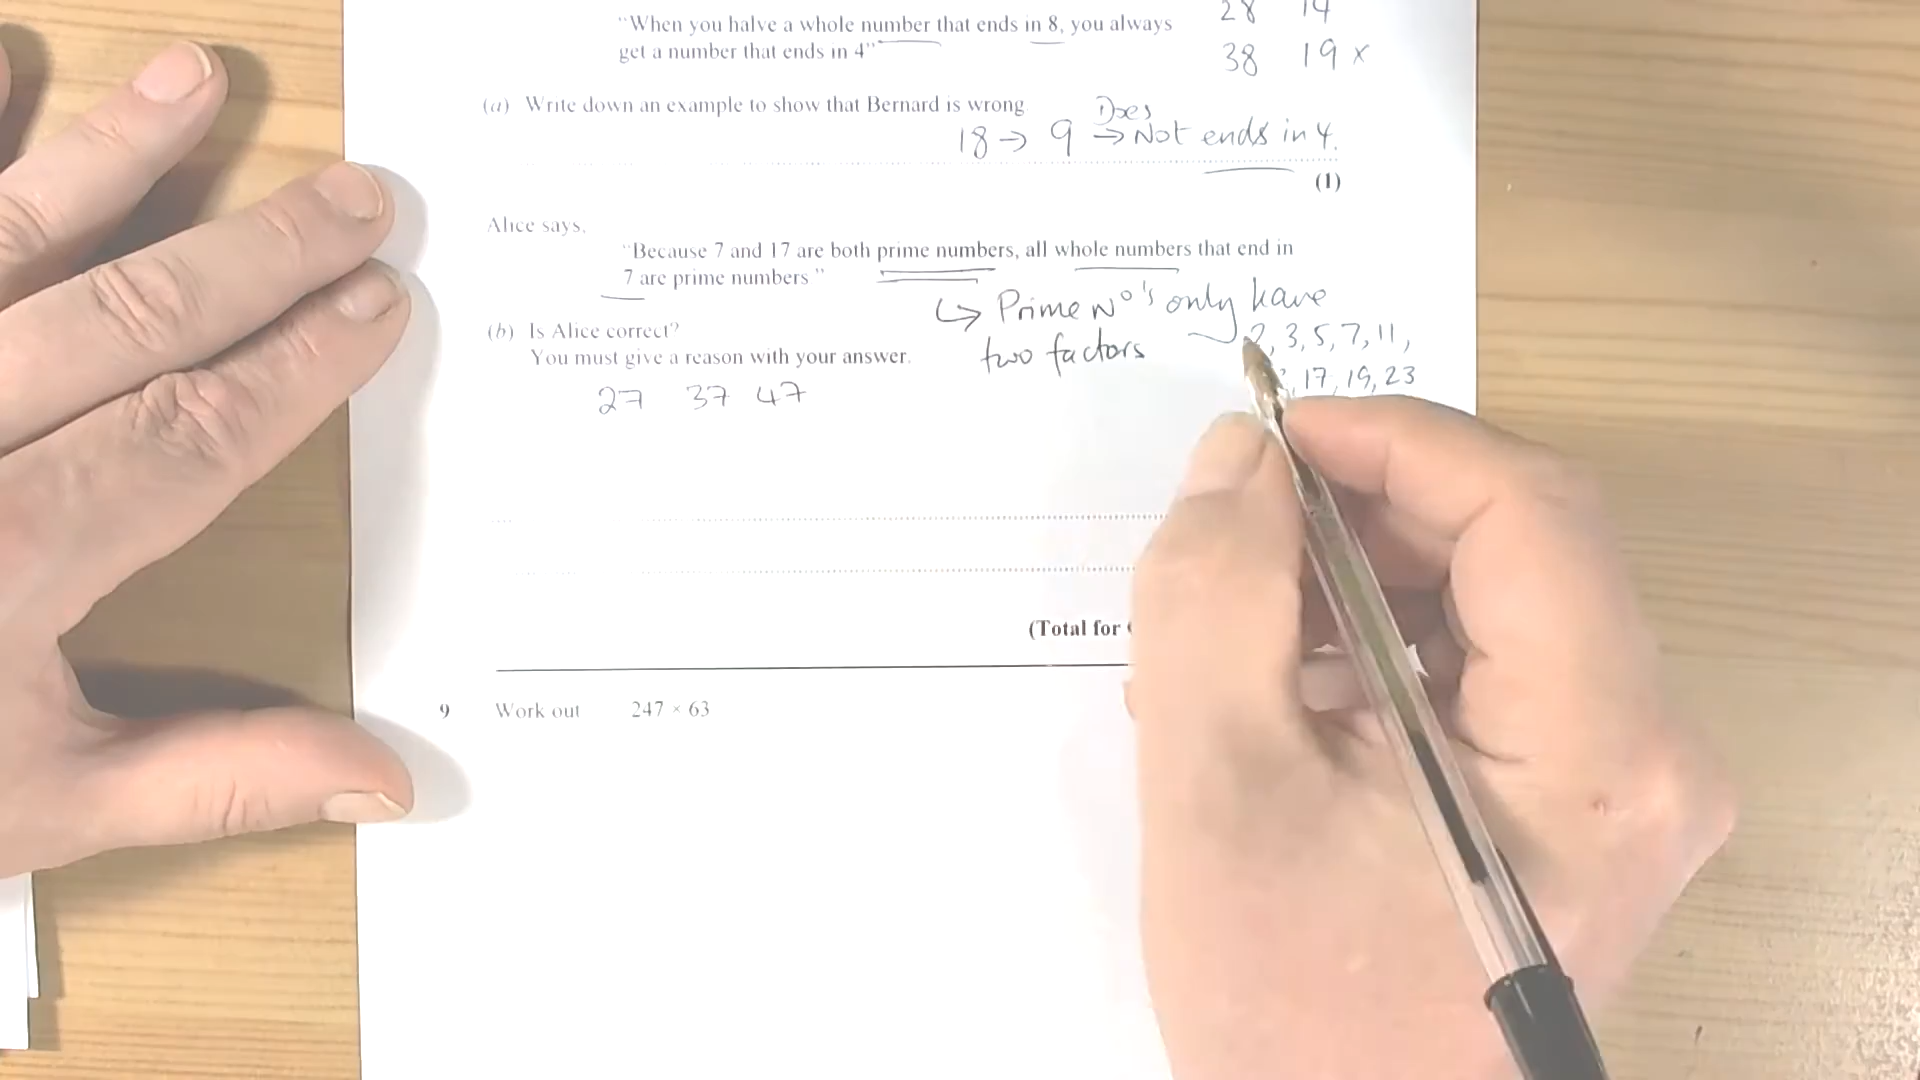 "When you halve a whole number that ends in 8, you always
28 14
get a number that ends in 4"
38 19 x
(a) Write down an example to show that Bernard is wrong
Does
18 → 9 → Not ends in 4.
(1)
Alice says,
"Because 7 and 17 are both prime numbers, all whole numbers that end in
7 are prime numbers"
↳ Prime No's only have
(b) Is Alice correct?
2, 3, 5, 7, 11,
You must give a reason with your answer.
two factors
, 17, 19, 23
27 37 47
(Total for
9 Work out 247 × 63